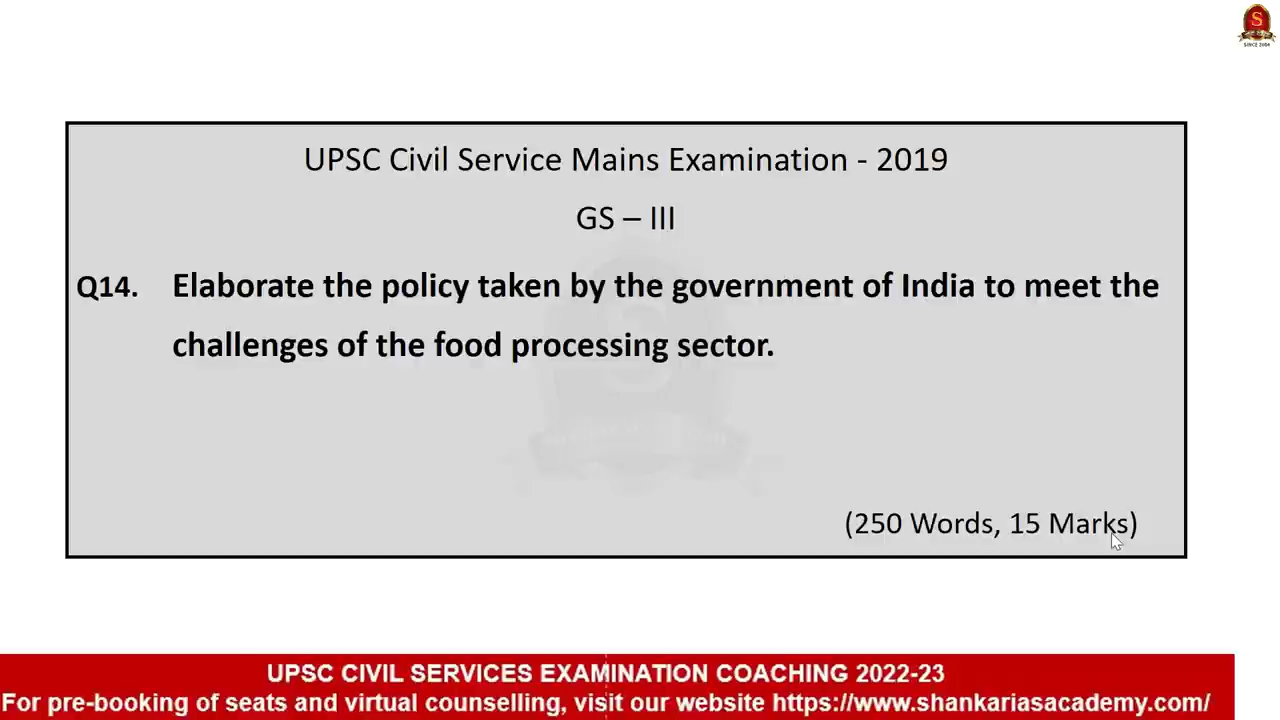 S
SINCE 2004
UPSC Civil Service Mains Examination - 2019
GS – III
Q14. Elaborate the policy taken by the government of India to meet the
challenges of the food processing sector.
(250 Words, 15 Marks)
UPSC CIVIL SERVICES EXAMINATION COACHING 2022-23
For pre-booking of seats and virtual counselling, visit our website https://www.shankariasacademy.com/